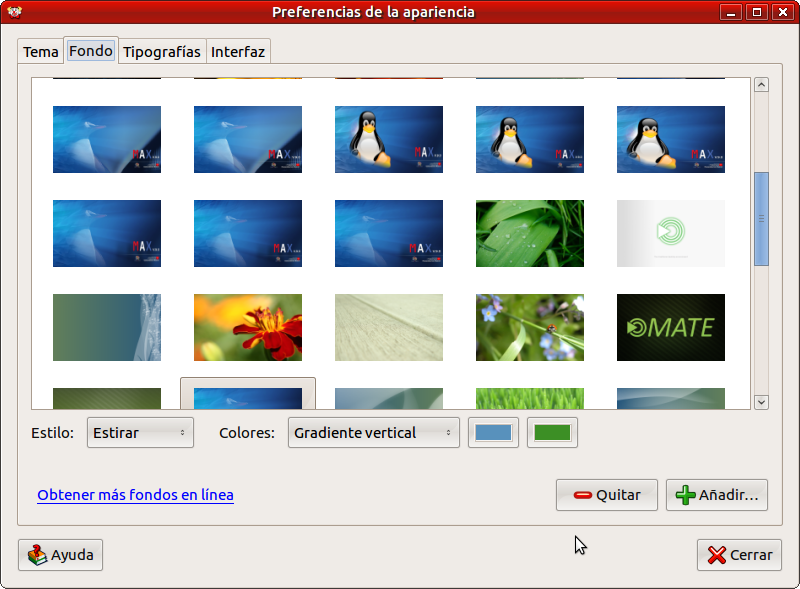 Preferencias de la apariencia
Tema Fondo Tipografías Interfaz
MAX... MAX... MAX... MAX... MAX...
MAX... MAX... MAX...
MATE
Estilo: Estirar Colores: Gradiente vertical
Obtener más fondos en línea Quitar Añadir...
Ayuda Cerrar